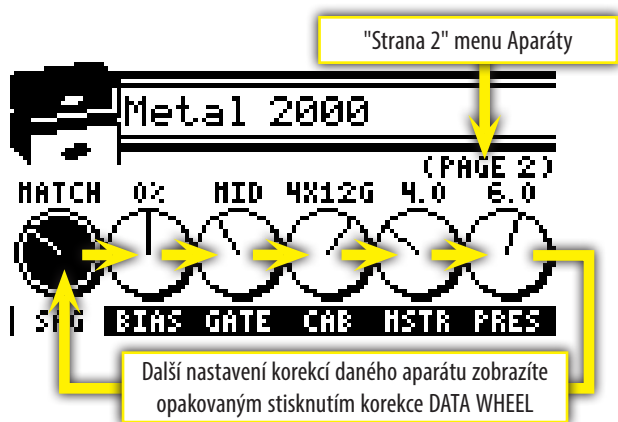 "Strana 2" menu Aparáty
Metal 2000
(PAGE 2)
MATCH 0% MID 4X12G 4.0 6.0
SAG BIAS GATE CAB MSTR PRES
Další nastavení korekcí daného aparátu zobrazíte
opakovaným stisknutím korekce DATA WHEEL